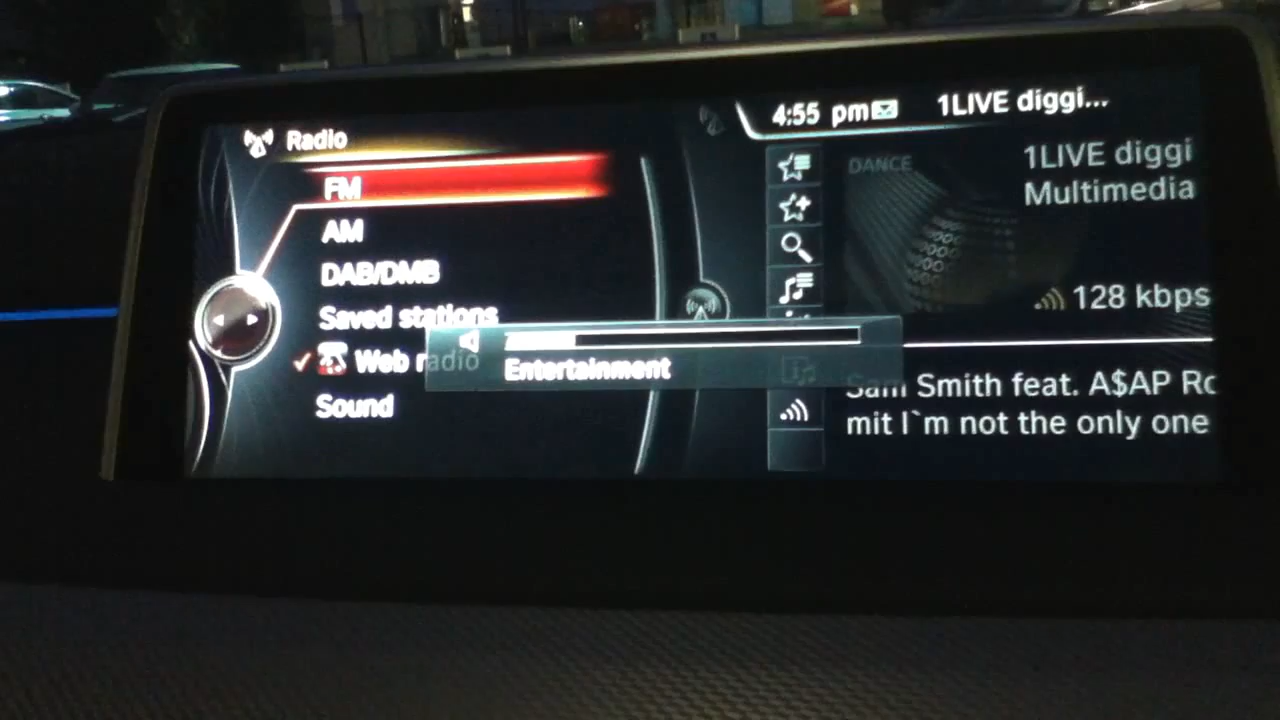 Radio
FM
AM
DAB/DMB
Saved stations
Web radio
Sound
Entertainment
4:55 pm
1LIVE diggi...
DANCE
1LIVE diggi
Multimedia
128 kbps
Sam Smith feat. A$AP Rc
mit I`m not the only one